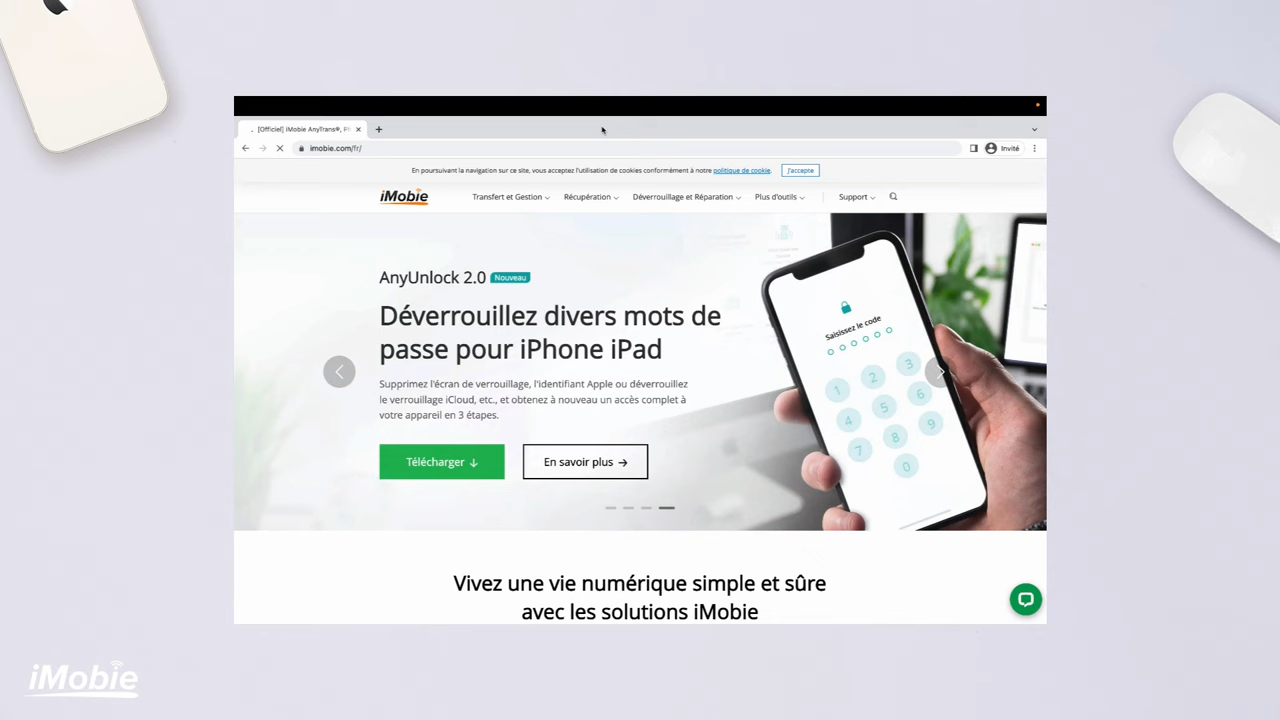 [Officiel] iMobie AnyTrans®, Ph
imobie.com/fr/
Invité
En poursuivant la navigation sur ce site, vous acceptez l'utilisation de cookies conformément à notre politique de cookie.
J'accepte
iMobie
Transfert et Gestion
Récupération
Déverrouillage et Réparation
Plus d'outils
Support
AnyUnlock 2.0
Nouveau
Déverrouillez divers mots de
passe pour iPhone iPad
Supprimez l'écran de verrouillage, l'identifiant Apple ou déverrouillez
le verrouillage iCloud, etc., et obtenez à nouveau un accès complet à
votre appareil en 3 étapes.
Télécharger
En savoir plus
Saisissez le code
1 2 3
4 5 6
7 8 9
0
Vivez une vie numérique simple et sûre
avec les solutions iMobie
iMobie